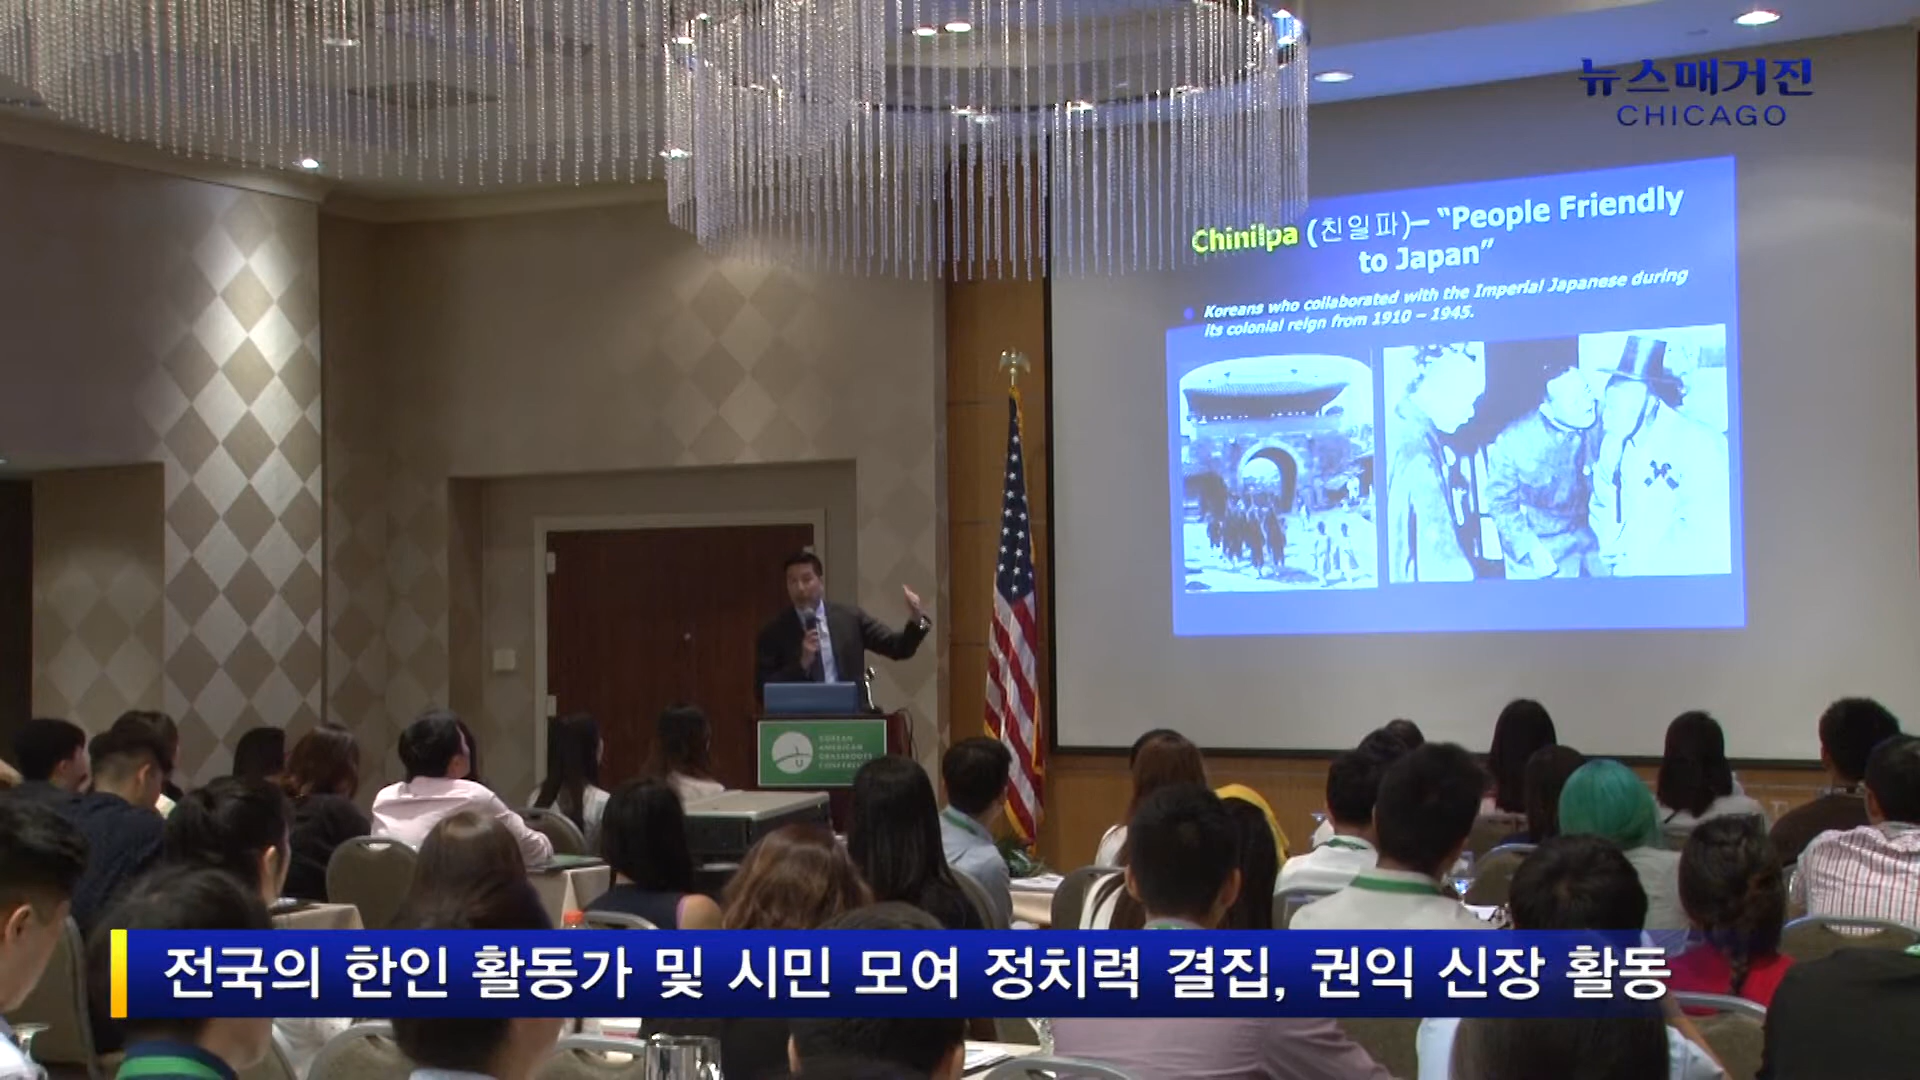 뉴스매거진
CHICAGO
Chinilpa (친일파)– “People Friendly
to Japan”
Koreans who collaborated with the Imperial Japanese during
its colonial reign from 1910 – 1945.
KOREAN
AMERICAN
GRASSROOTS
CONFERENCE
전국의 한인 활동가 및 시민 모여 정치력 결집, 권익 신장 활동